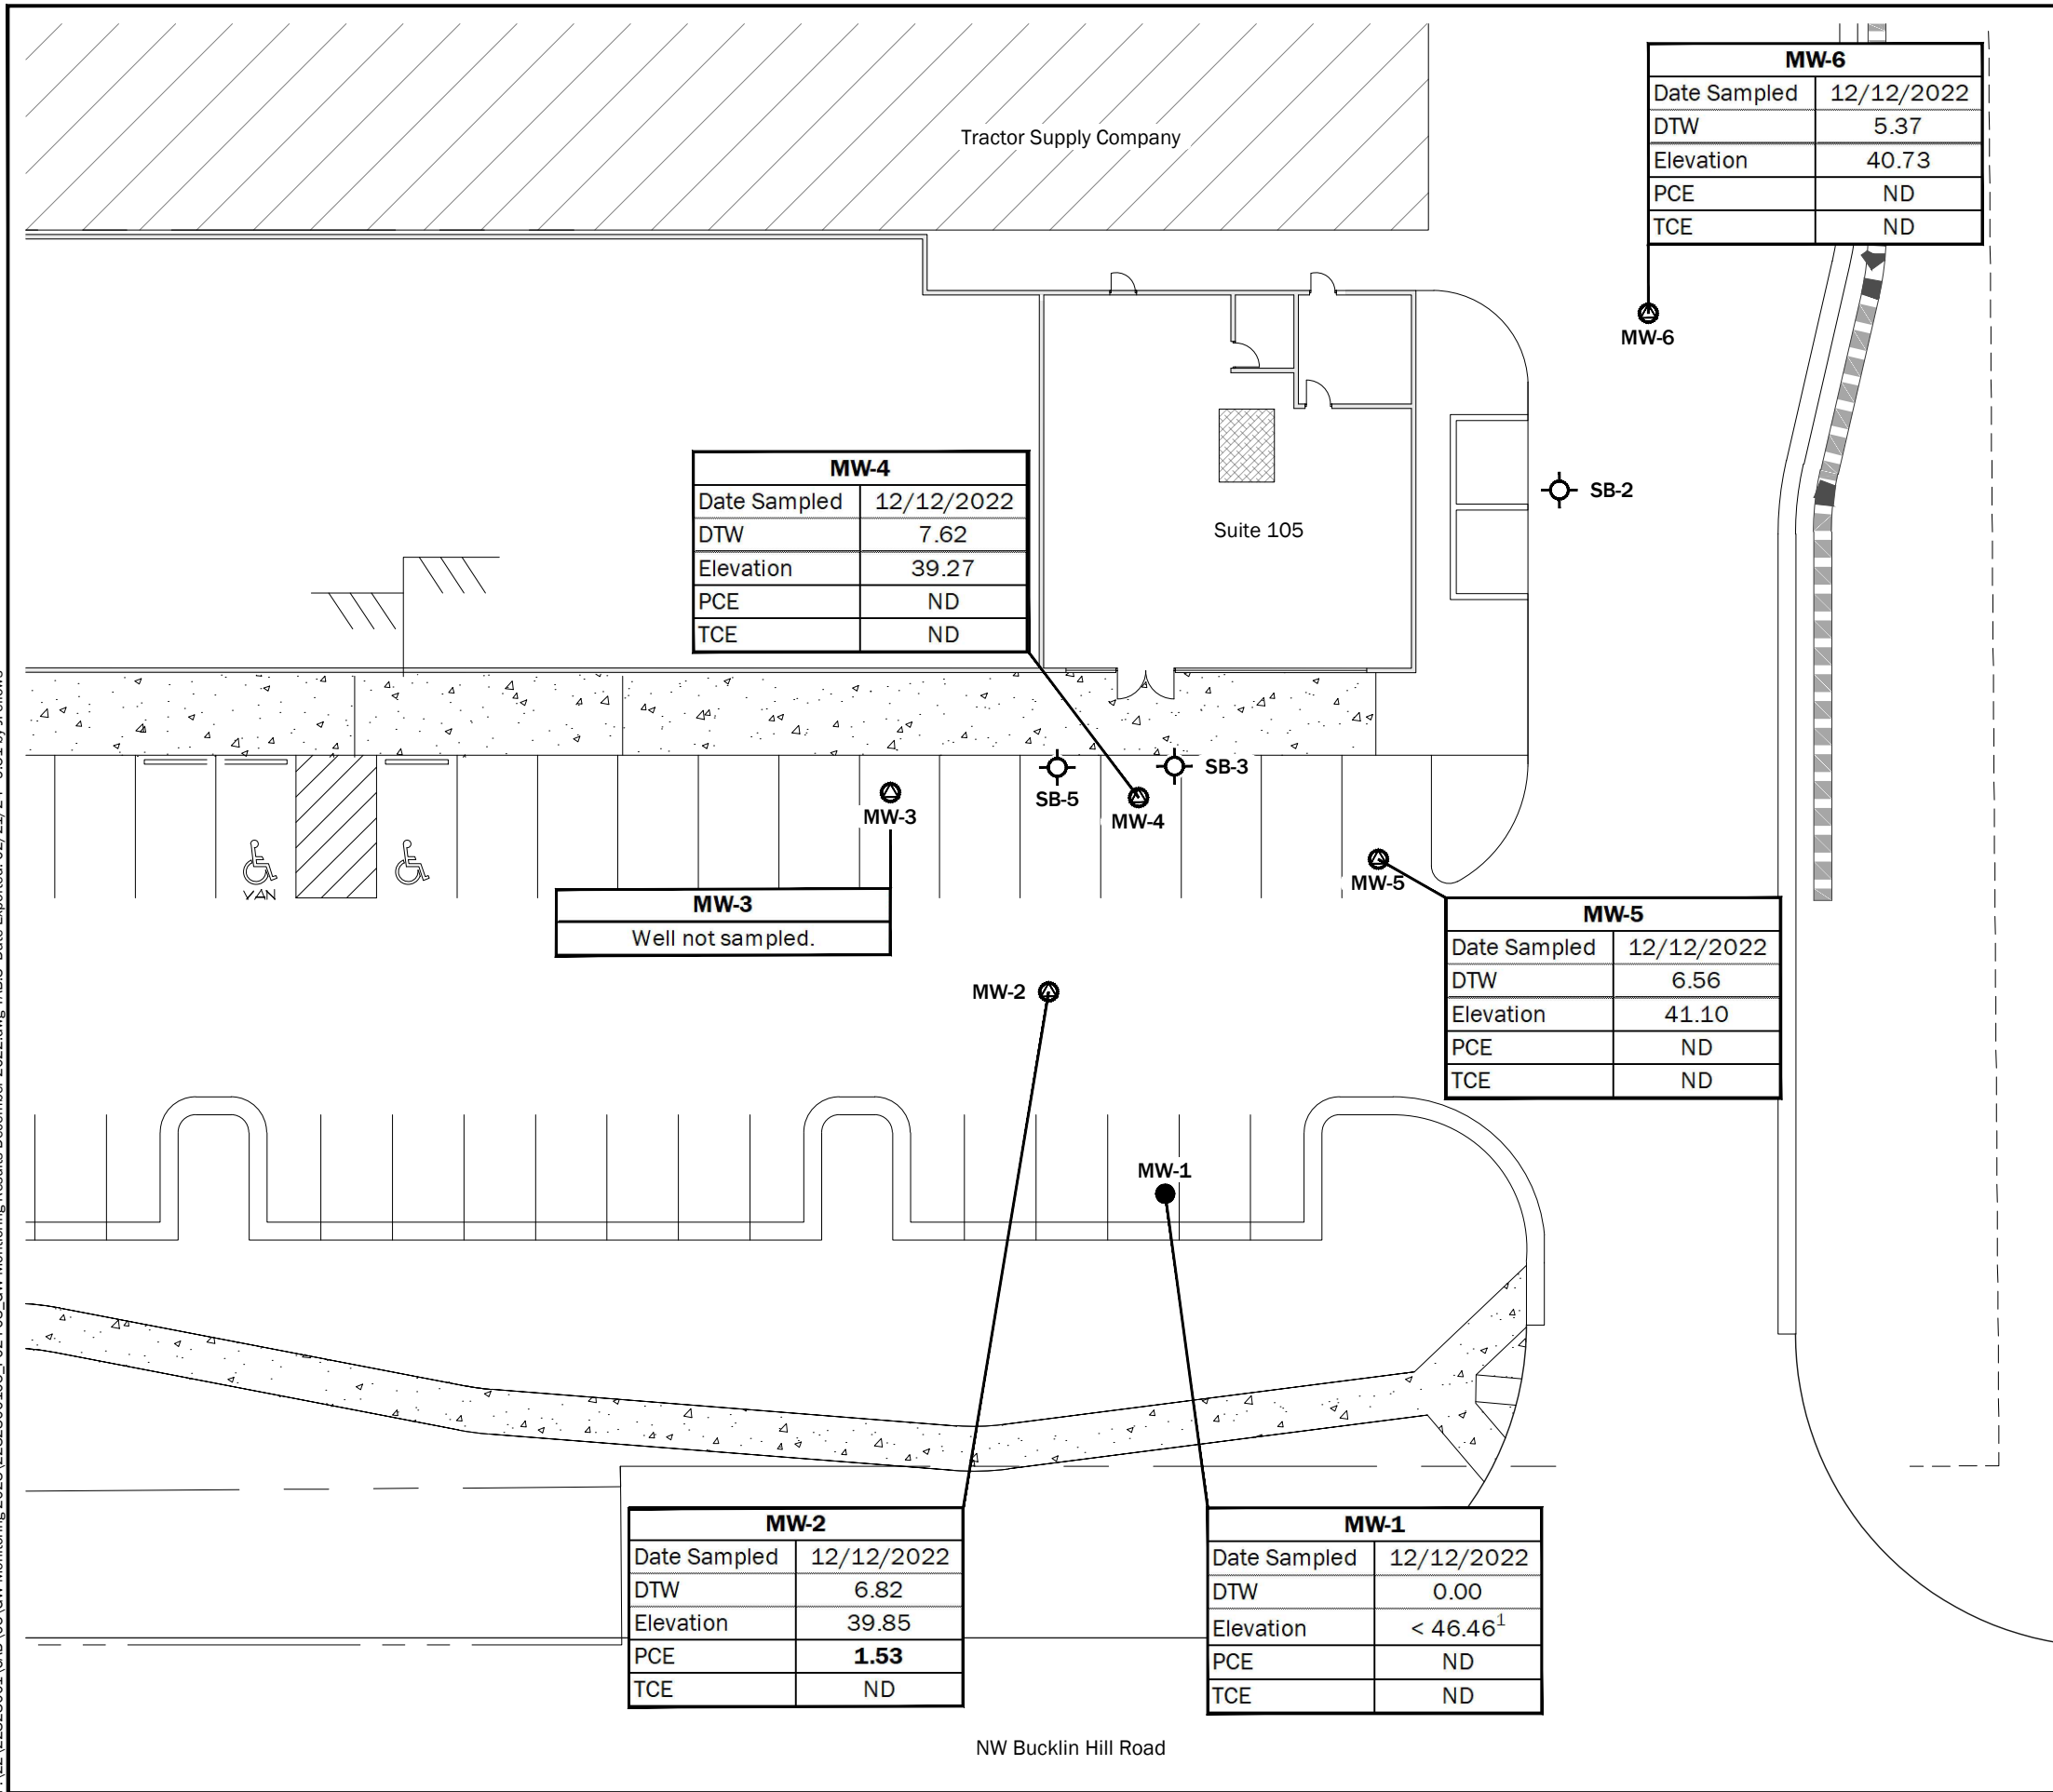 MW-6
Date Sampled 12/12/2022
DTW 5.37
Elevation 40.73
PCE ND
TCE ND
Tractor Supply Company
MW-6
MW-4
Date Sampled 12/12/2022
DTW 7.62
Elevation 39.27
PCE ND
TCE ND
SB-2
Suite 105
SB-3
SB-5
MW-4
MW-3
VAN
MW-5
MW-3
Well not sampled.
MW-5
Date Sampled 12/12/2022
DTW 6.56
Elevation 41.10
PCE ND
TCE ND
MW-2
MW-1
MW-2
Date Sampled 12/12/2022
DTW 6.82
Elevation 39.85
PCE 1.53
TCE ND
MW-1
Date Sampled 12/12/2022
DTW 0.00
Elevation < 46.46¹
PCE ND
TCE ND
NW Bucklin Hill Road